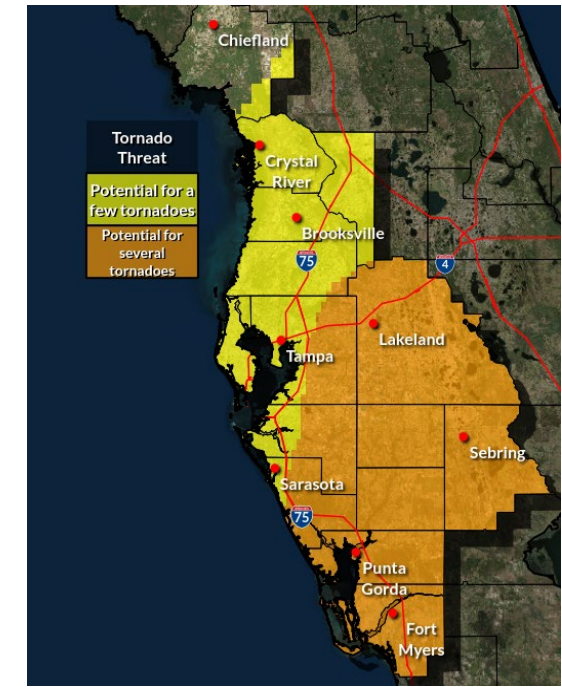 Chiefland
Tornado
Threat
Potential for a
few tornadoes
Potential for
several
tornadoes
Crystal
River
Brooksville
75
4
Tampa
Lakeland
Sebring
Sarasota
75
Punta
Gorda
Fort
Myers